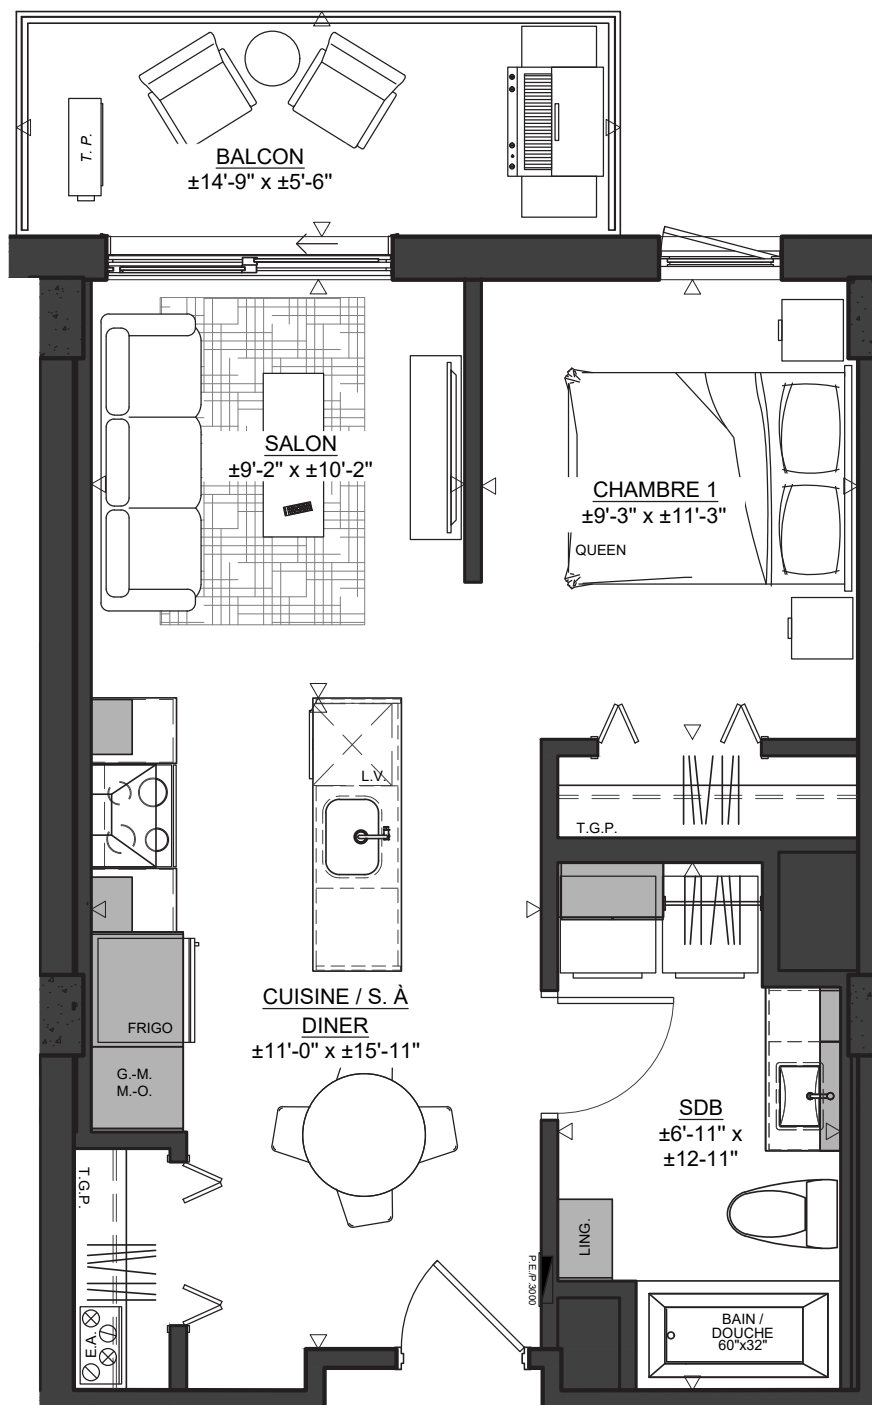 T. P.
BALCON
±14'-9" x ±5'-6"
SALON
±9'-2" x ±10'-2"
CHAMBRE 1
±9'-3" x ±11'-3"
QUEEN
L.V.
T.G.P.
CUISINE / S. À
DINER
±11'-0" x ±15'-11"
FRIGO
G.-M.
M.-O.
SDB
±6'-11" x
±12-11"
T.G.P.
LING.
P.E./P.3000
E.A.
BAIN /
DOUCHE
60"x32"